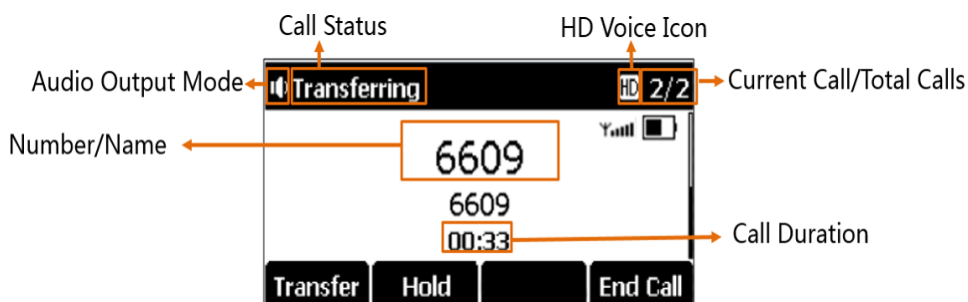 Call Status
HD Voice Icon
Audio Output Mode
Transferring
HD 2/2
Current Call/Total Calls
Number/Name
6609
6609
00:33
Call Duration
Transfer Hold End Call